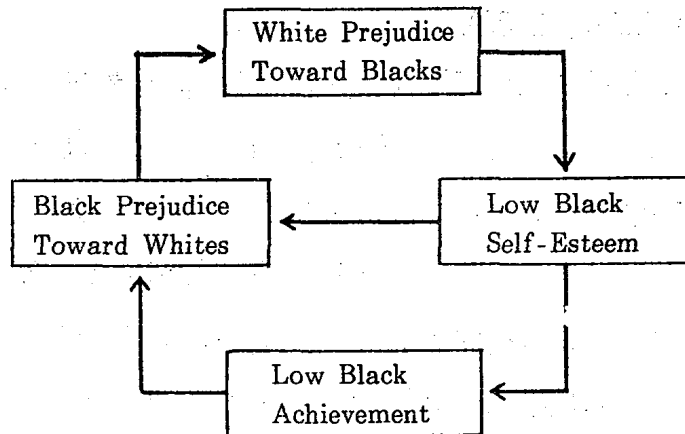 White Prejudice
Toward Blacks
Black Prejudice
Toward Whites
Low Black
Self-Esteem
Low Black
Achievement